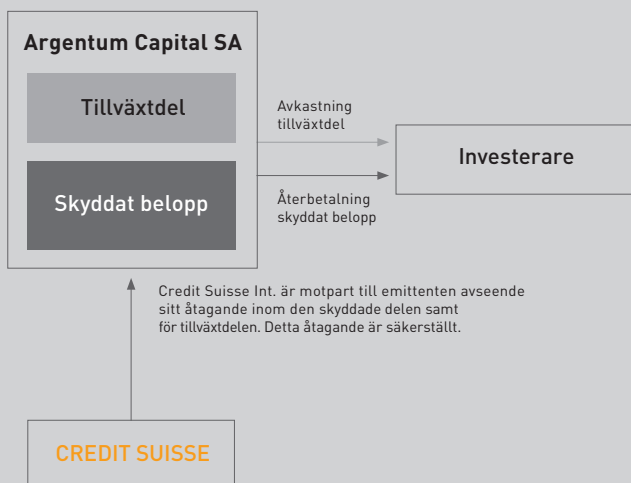 Argentum Capital SA
Tillväxtdel
Skyddat belopp
Avkastning
tillväxtdel
Återbetalning
skyddat belopp
Investerare
Credit Suisse Int. är motpart till emittenten avseende
sitt åtagande inom den skyddade delen samt
för tillväxtdelen. Detta åtagande är säkerställt.
CREDIT SUISSE